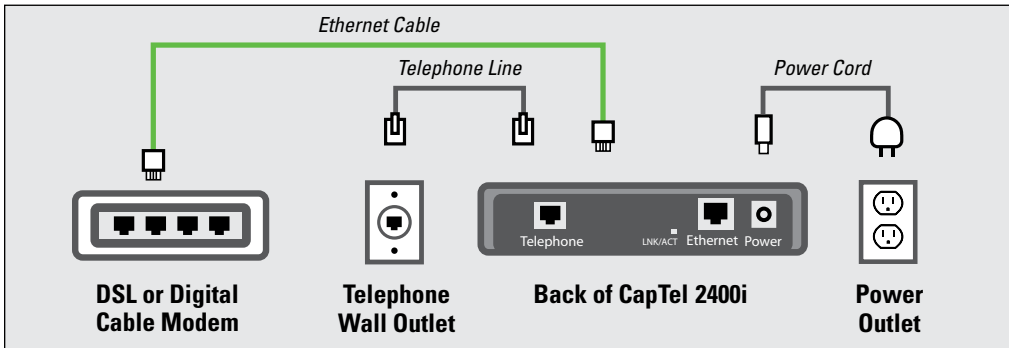 Ethernet Cable
Telephone Line
Power Cord
Telephone
LNK/ACT
Ethernet
Power
DSL or Digital
Cable Modem
Telephone
Wall Outlet
Back of CapTel 2400i
Power
Outlet